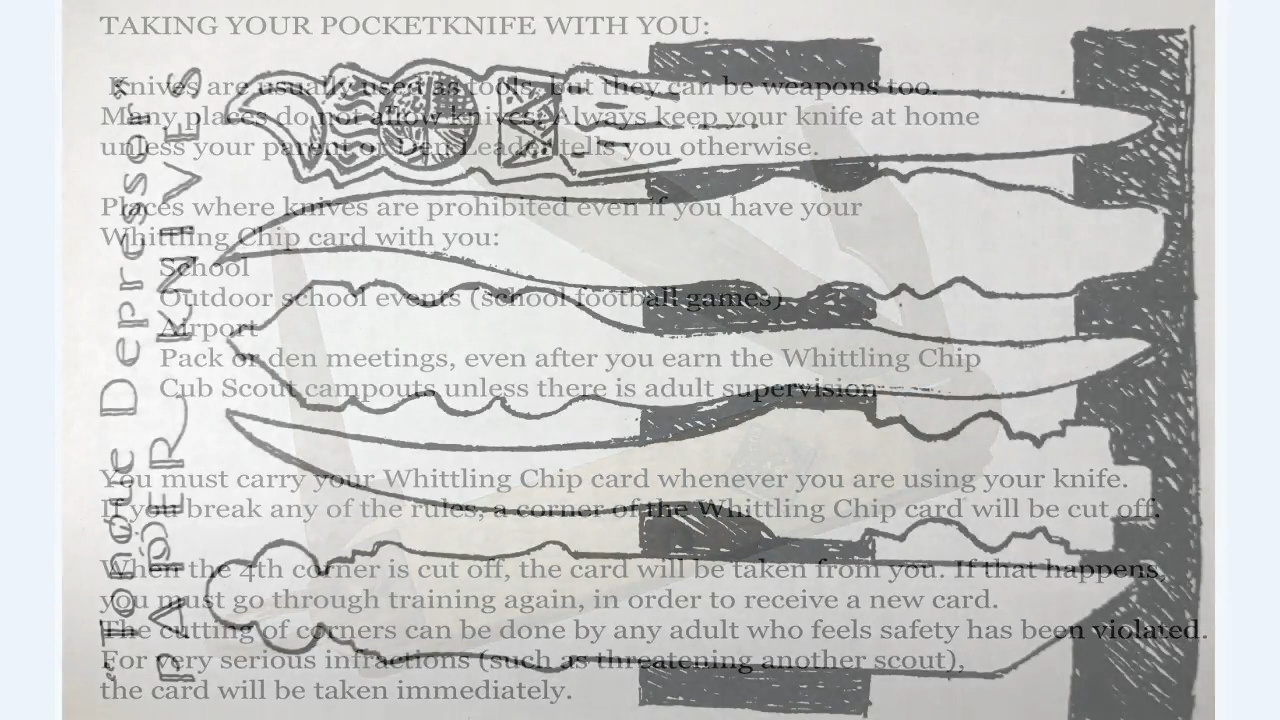 TAKING YOUR POCKETKNIFE WITH YOU:
Knives are usually used as tools, but they can be weapons too.
Many places do not allow knives. Always keep your knife at home
unless your parent or Den Leader tells you otherwise.
Places where knives are prohibited even if you have your
Whittling Chip card with you:
School
Outdoor school events (school football games)
Airport
Pack or den meetings, even after you earn the Whittling Chip
Cub Scout campouts unless there is adult supervision
You must carry your Whittling Chip card whenever you are using your knife.
If you break any of the rules, a corner of the Whittling Chip card will be cut off.
When the 4th corner is cut off, the card will be taken from you. If that happens,
you must go through training again, in order to receive a new card.
The cutting of corners can be done by any adult who feels safety has been violated.
For very serious infractions (such as threatening another scout),
the card will be taken immediately.
"Tongue Depressor"
PAPER KNIVES